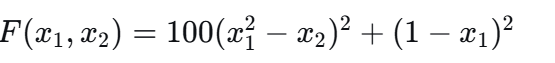 F(x₁, x₂) = 100(x₁² − x₂)² + (1 − x₁)²